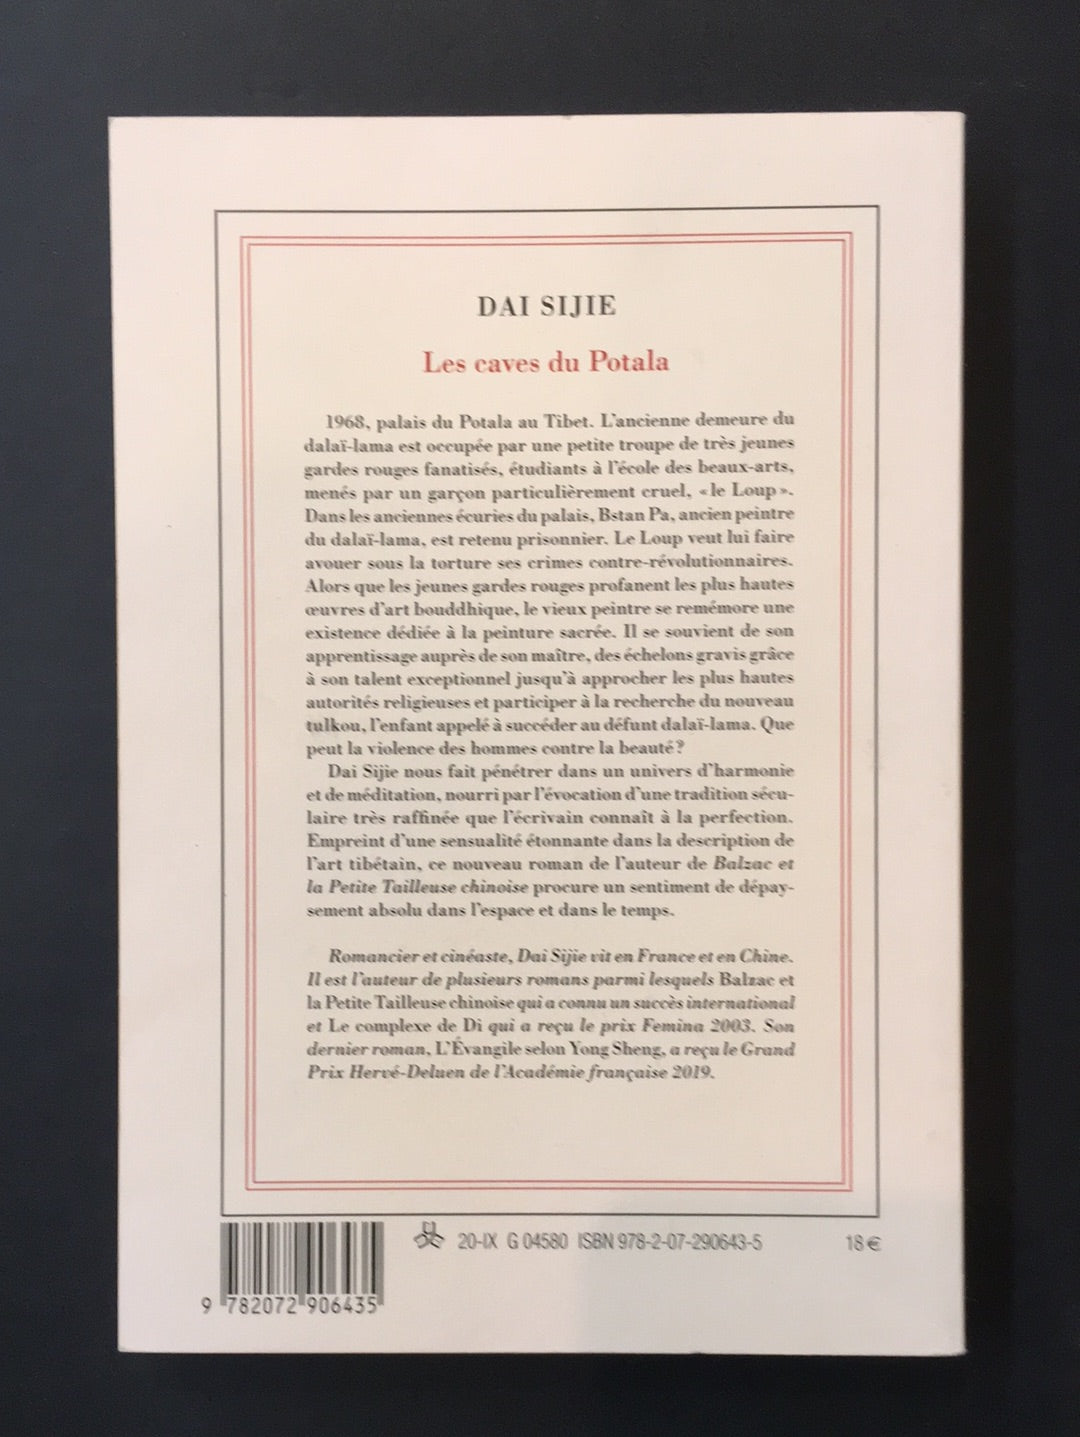 DAI SIJIE
Les caves du Potala
1968, palais du Potala au Tibet. L'ancienne demeure du
dalaï-lama est occupée par une petite troupe de très jeunes
gardes rouges fanatisés, étudiants à l'école des beaux-arts,
menés par un garçon particulièrement cruel, «le Loup».
Dans les anciennes écuries du palais, Bstan Pa, ancien peintre
du dalaï-lama, est retenu prisonnier. Le Loup veut lui faire
avouer sous la torture ses crimes contre-révolutionnaires.
Alors que les jeunes gardes rouges profanent les plus hautes
œuvres d'art bouddhique, le vieux peintre se remémore une
existence dédiée à la peinture sacrée. Il se souvient de son
apprentissage auprès de son maître, des échelons gravis grâce
à son talent exceptionnel jusqu'à approcher les plus hautes
autorités religieuses et participer à la recherche du nouveau
tulkou, l'enfant appelé à succéder au défunt dalaï-lama. Que
peut la violence des hommes contre la beauté?
Dai Sijie nous fait pénétrer dans un univers d'harmonie
et de méditation, nourri par l'évocation d'une tradition sécu-
laire très raffinée que l'écrivain connaît à la perfection.
Empreint d'une sensualité étonnante dans la description de
l'art tibétain, ce nouveau roman de l'auteur de Balzac et
la Petite Tailleuse chinoise procure un sentiment de dépay-
sement absolu dans l'espace et dans le temps.
Romancier et cinéaste, Dai Sijie vit en France et en Chine.
Il est l'auteur de plusieurs romans parmi lesquels Balzac et
la Petite Tailleuse chinoise qui a connu un succès international
et Le complexe de Di qui a reçu le prix Femina 2003. Son
dernier roman, L'Évangile selon Yong Sheng, a reçu le Grand
Prix Hervé-Deluen de l'Académie française 2019.
20-IX G 04580 ISBN 978-2-07-290643-5 18 €
9 782072 906435